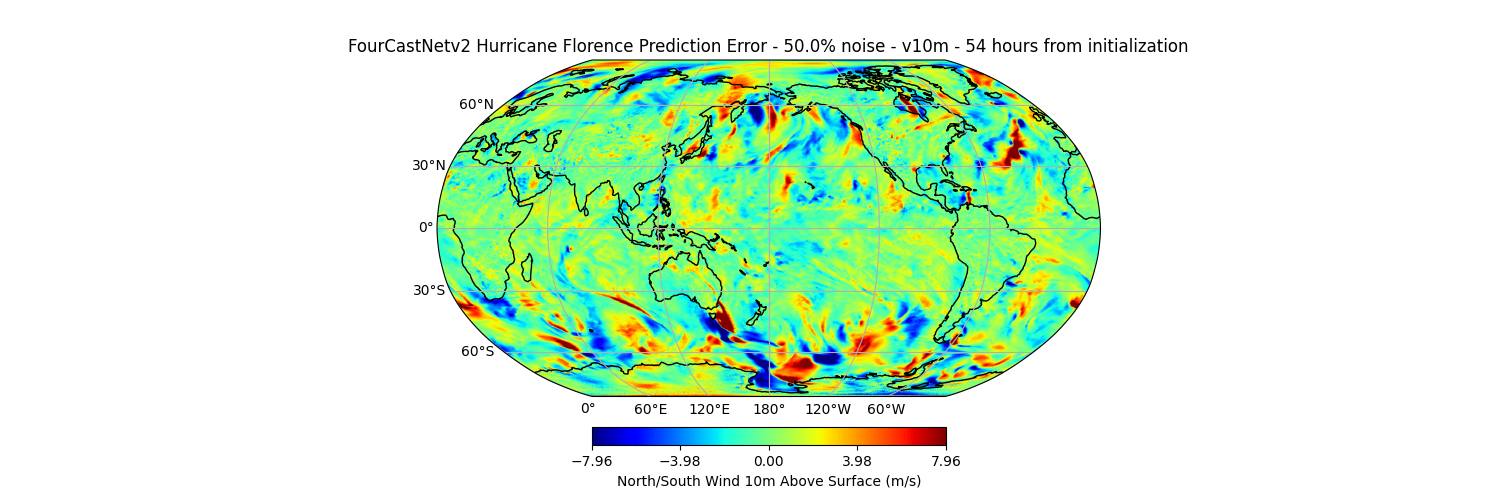 FourCastNetv2 Hurricane Florence Prediction Error - 50.0% noise - v10m - 54 hours from initialization
60°N
30°N
0°
30°S
60°S
0° 60°E 120°E 180° 120°W 60°W
−7.96 −3.98 0.00 3.98 7.96
North/South Wind 10m Above Surface (m/s)